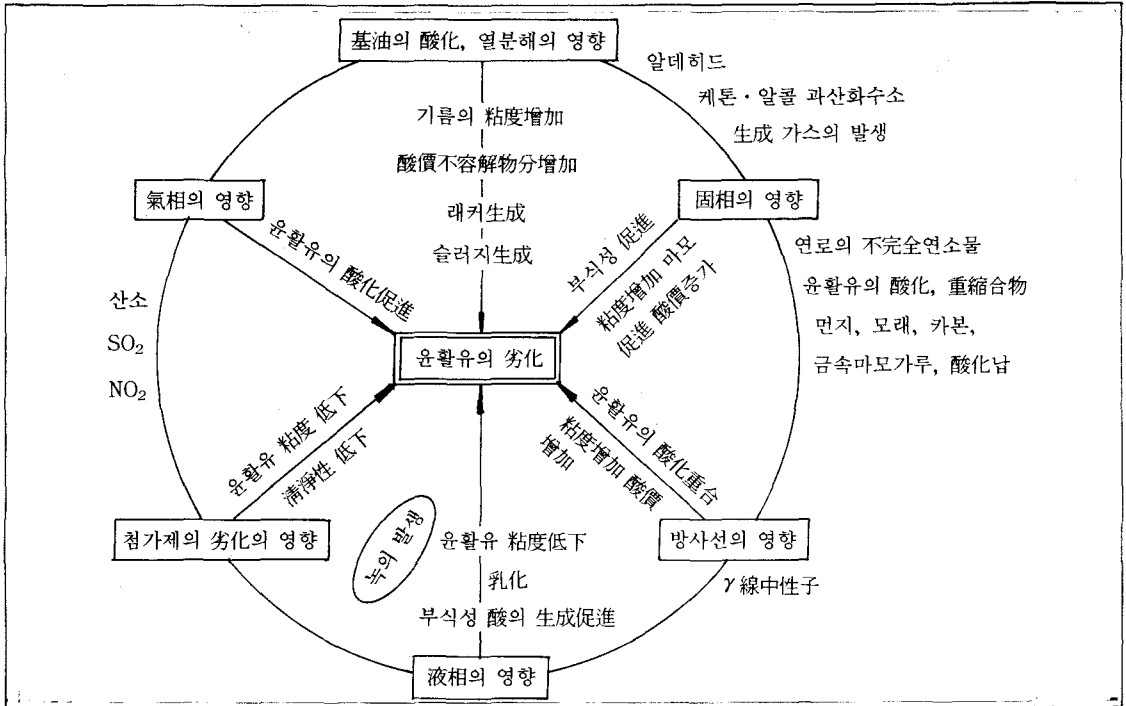 基油의 酸化, 열분해의 영향
알데히드
케톤·알콜 과산화수소
生成 가스의 발생
기름의 粘度增加
酸價不容解物分增加
래커生成
슬러지生成
氣相의 영향
윤활유의 酸化促進
固相의 영향
부식성 促進
粘度增加 마모
促進 酸價증가
연로의 不完全연소물
윤활유의 酸化, 重縮合物
먼지, 모래, 카본,
금속마모가루, 酸化납
산소
SO₂
NO₂
윤활유의 劣化
윤활유 粘度 低下
淸淨性 低下
첨가제의 劣化의 영향
녹의 발생
윤활유 粘度低下
乳化
부식성 酸의 生成促進
液相의 영향
윤활유의 酸化重合
粘度增加 酸價
增加
방사선의 영향
γ線中性子